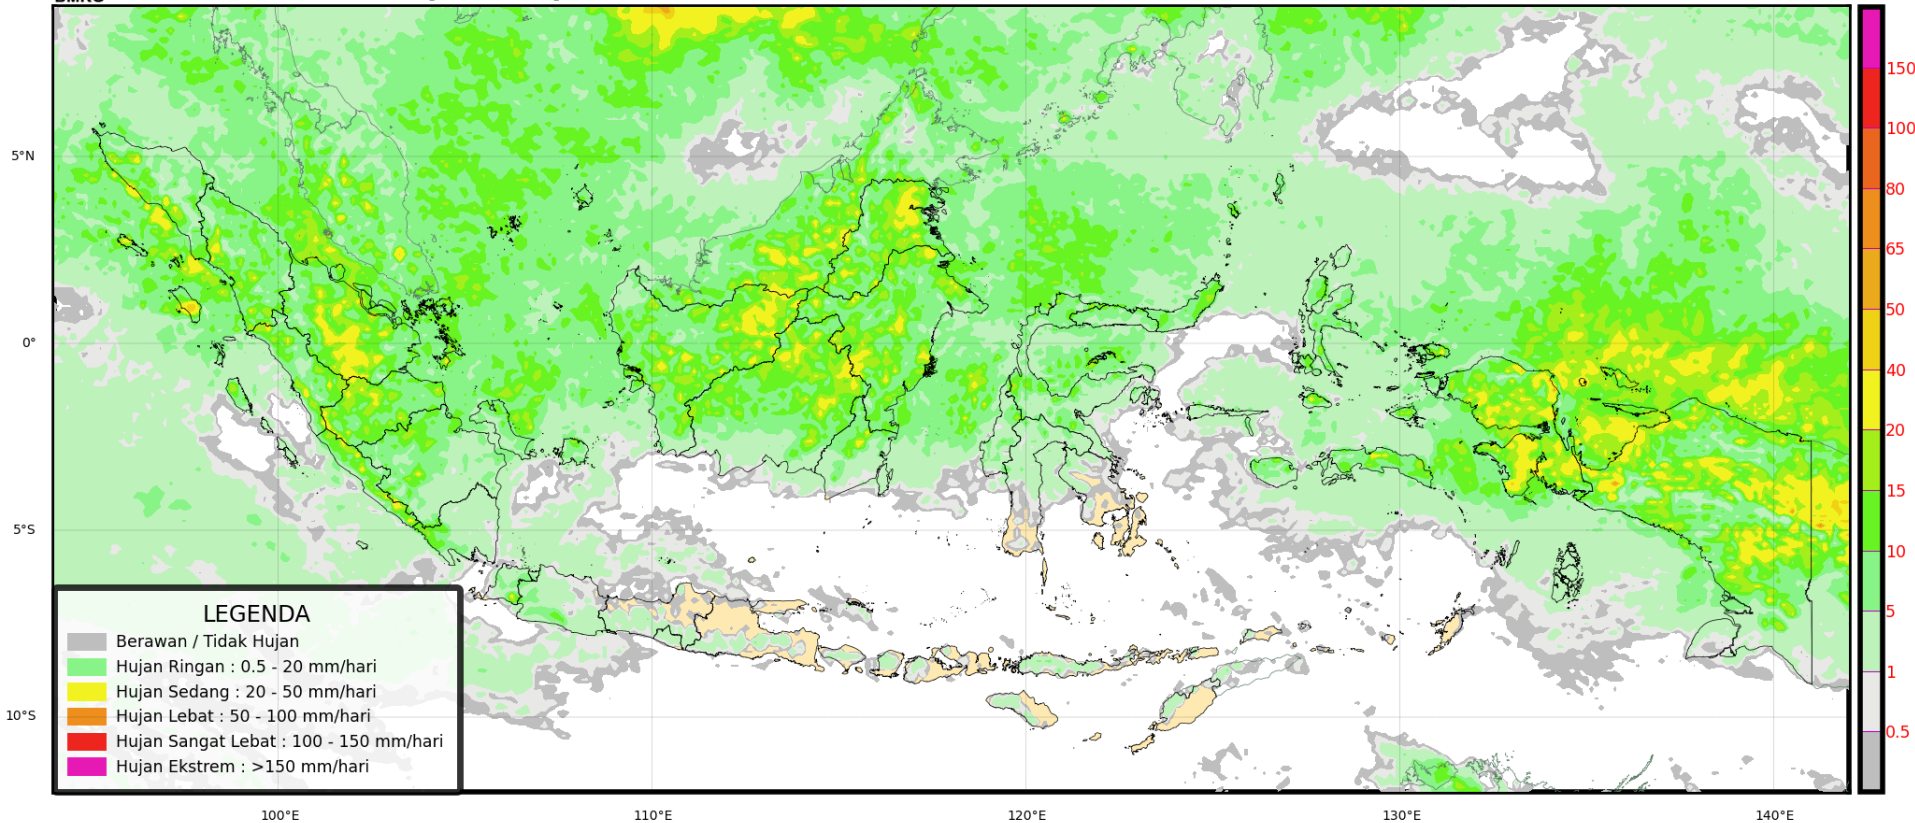 5°N
0°
5°S
10°S
100°E
110°E
120°E
130°E
140°E
LEGENDA
Berawan / Tidak Hujan
Hujan Ringan : 0.5 - 20 mm/hari
Hujan Sedang : 20 - 50 mm/hari
Hujan Lebat : 50 - 100 mm/hari
Hujan Sangat Lebat : 100 - 150 mm/hari
Hujan Ekstrem : >150 mm/hari
150
100
80
65
50
40
20
15
10
5
1
0.5